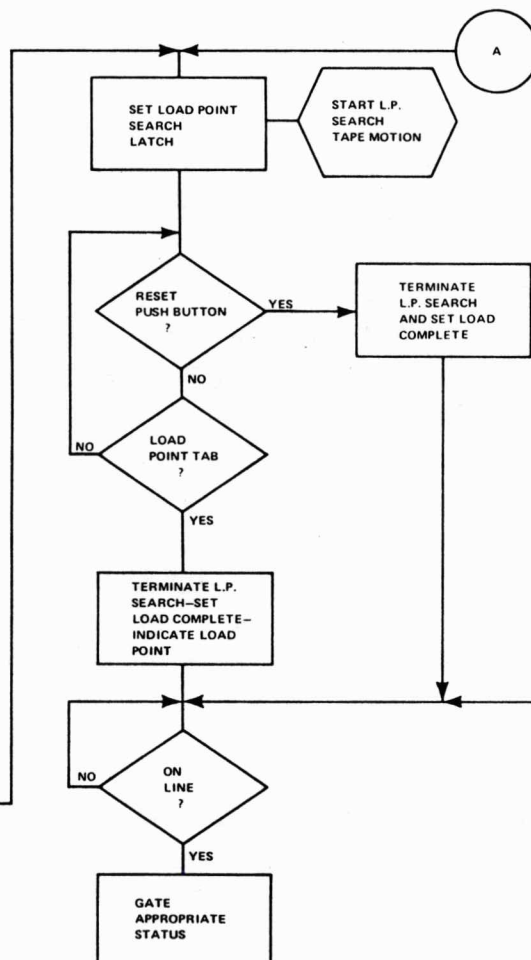 A
SET LOAD POINT
SEARCH
LATCH
START L.P.
SEARCH
TAPE MOTION
RESET
PUSH BUTTON
?
YES
TERMINATE
L.P. SEARCH
AND SET LOAD
COMPLETE
NO
LOAD
POINT TAB
?
NO
YES
TERMINATE L.P.
SEARCH–SET
LOAD COMPLETE–
INDICATE LOAD
POINT
ON
LINE
?
NO
YES
GATE
APPROPRIATE
STATUS